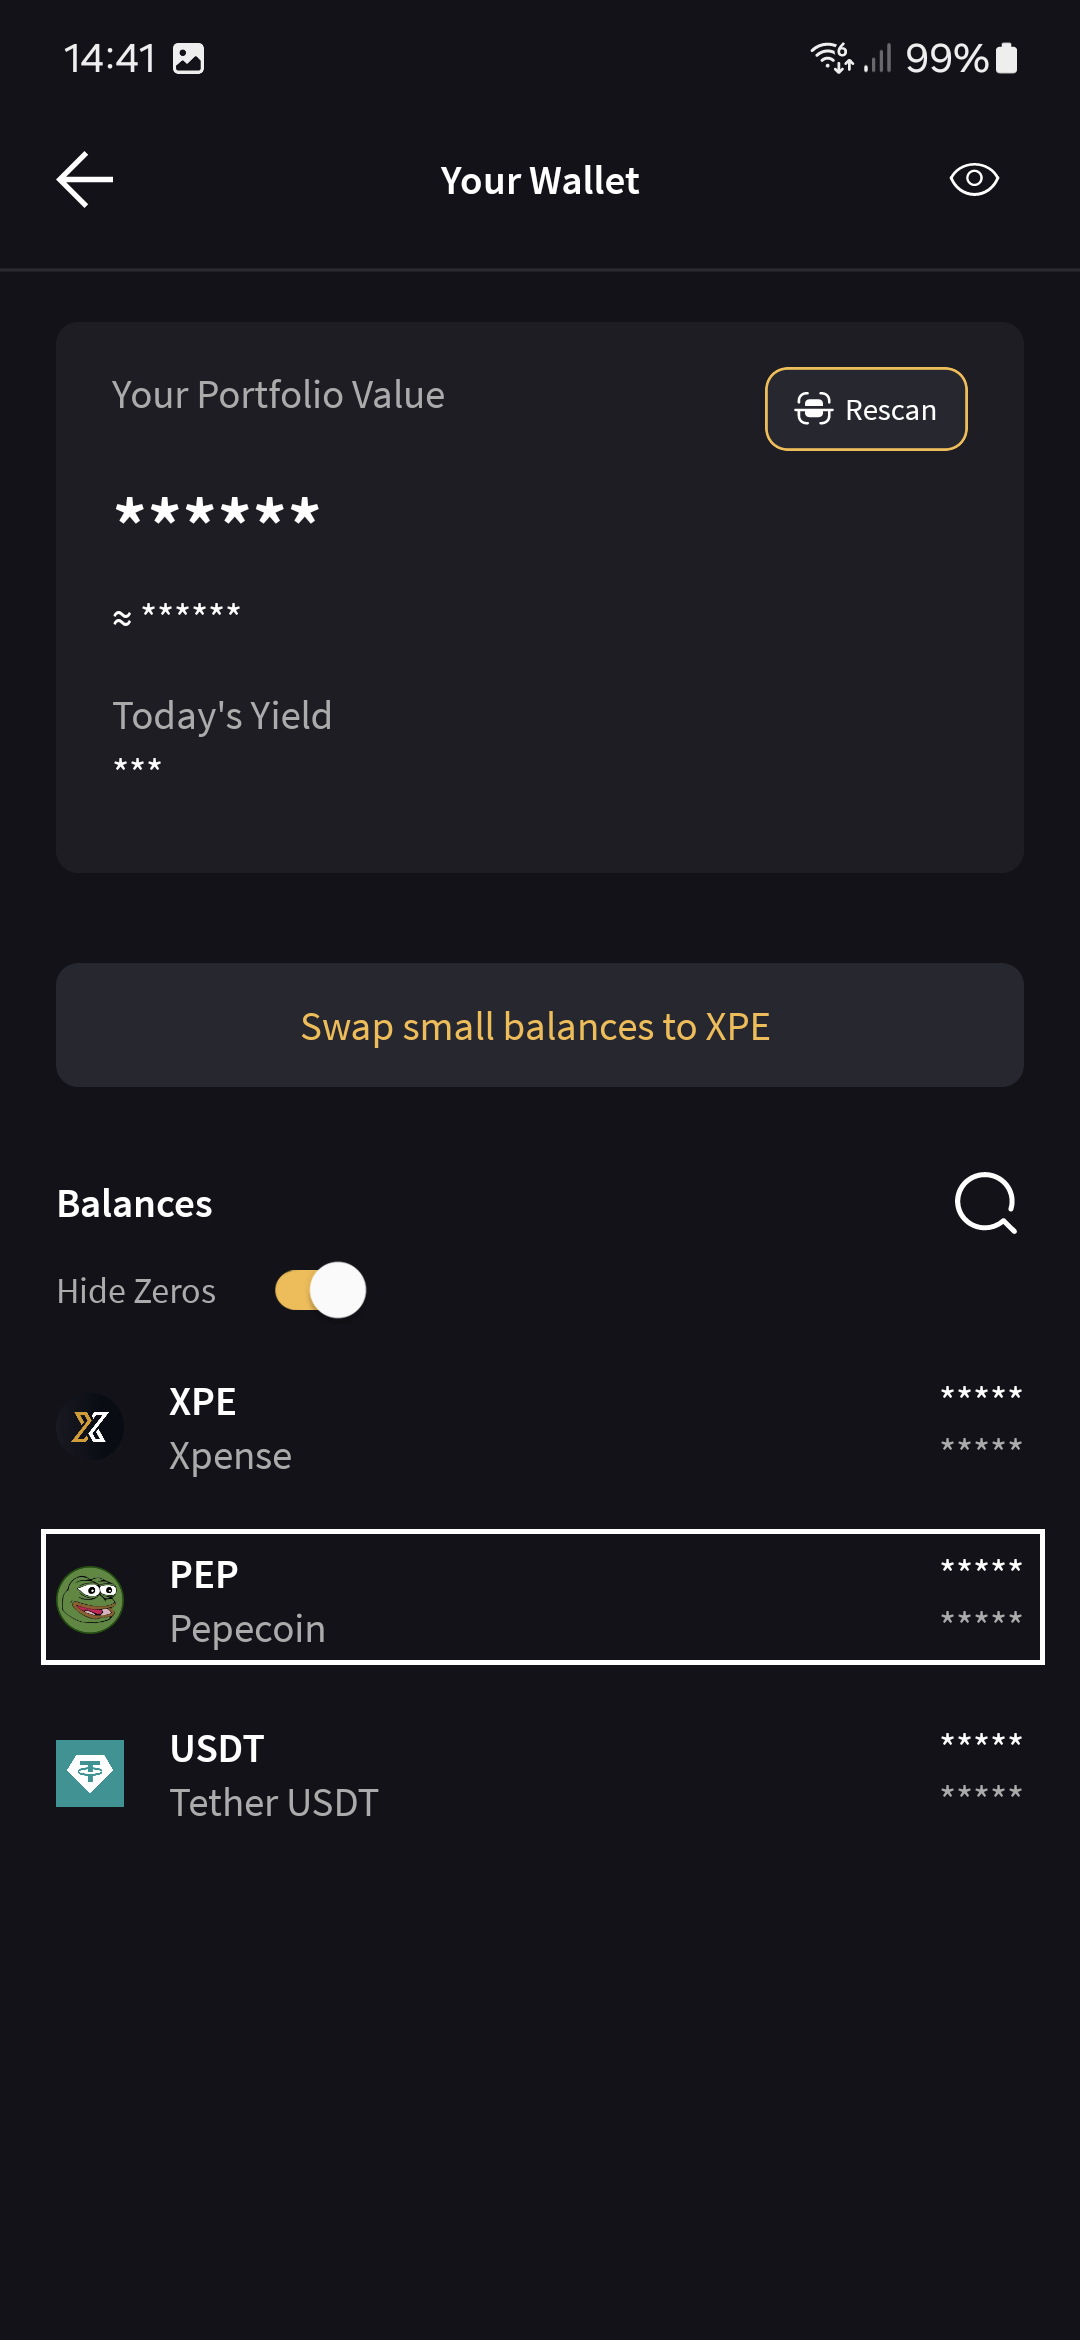 14:41
99%
Your Wallet
Your Portfolio Value
Rescan
******
≈ ******
Today's Yield
***
Swap small balances to XPE
Balances
Hide Zeros
XPE *****
Xpense *****
PEP *****
Pepecoin *****
USDT *****
Tether USDT *****